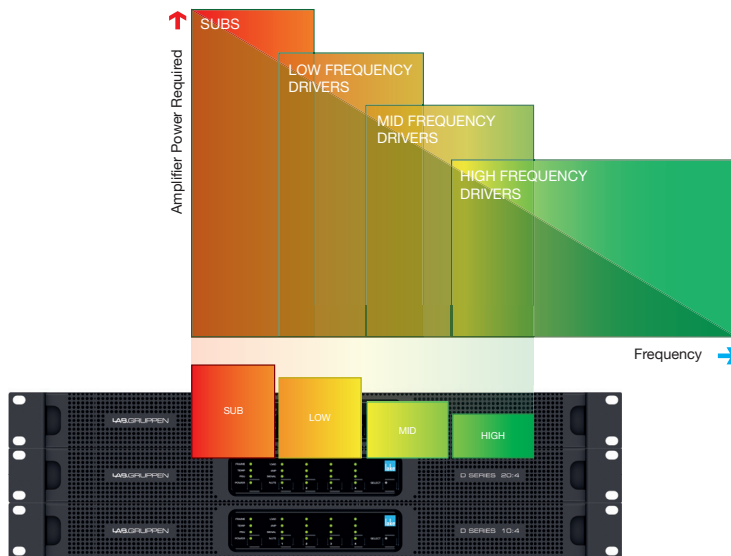 SUBS
LOW FREQUENCY
DRIVERS
MID FREQUENCY
DRIVERS
HIGH FREQUENCY
DRIVERS
Amplifier Power Required
Frequency
SUB
LOW
MID
HIGH
LAB.GRUPPEN
LAB.GRUPPEN
D SERIES 20:4
LAB.GRUPPEN
D SERIES 10:4